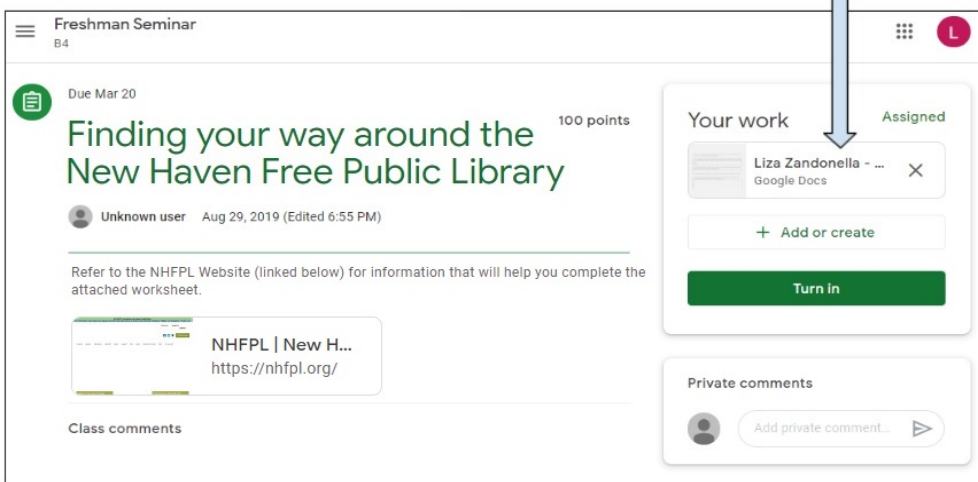 Freshman Seminar
B4
L
Due Mar 20
Finding your way around the
New Haven Free Public Library
100 points
Unknown user Aug 29, 2019 (Edited 6:55 PM)
Refer to the NHFPL Website (linked below) for information that will help you complete the
attached worksheet.
NHFPL | New H...
https://nhfpl.org/
Class comments
Your work
Assigned
Liza Zandonella - ...
Google Docs
+ Add or create
Turn in
Private comments
Add private comment...